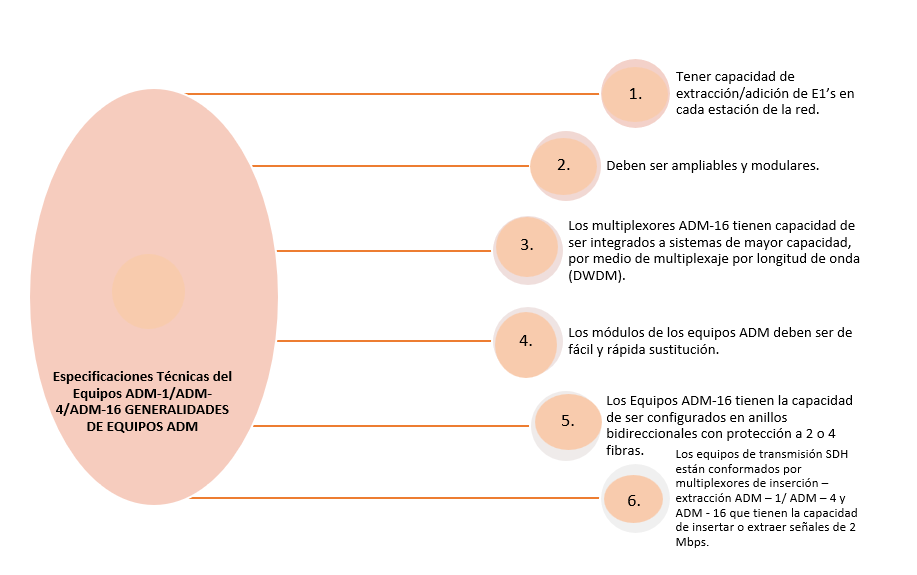 Especificaciones Técnicas del
Equipos ADM-1/ADM-
4/ADM-16 GENERALIDADES
DE EQUIPOS ADM
1.
Tener capacidad de
extracción/adición de E1’s en
cada estación de la red.
2.
Deben ser ampliables y modulares.
3.
Los multiplexores ADM-16 tienen capacidad de
ser integrados a sistemas de mayor capacidad,
por medio de multiplexaje por longitud de onda
(DWDM).
4.
Los módulos de los equipos ADM deben ser de
fácil y rápida sustitución.
5.
Los Equipos ADM-16 tienen la capacidad
de ser configurados en anillos
bidireccionales con protección a 2 o 4
fibras.
6.
Los equipos de transmisión SDH
están conformados por
multiplexores de inserción –
extracción ADM – 1/ ADM – 4 y
ADM - 16 que tienen la capacidad
de insertar o extraer señales de 2
Mbps.